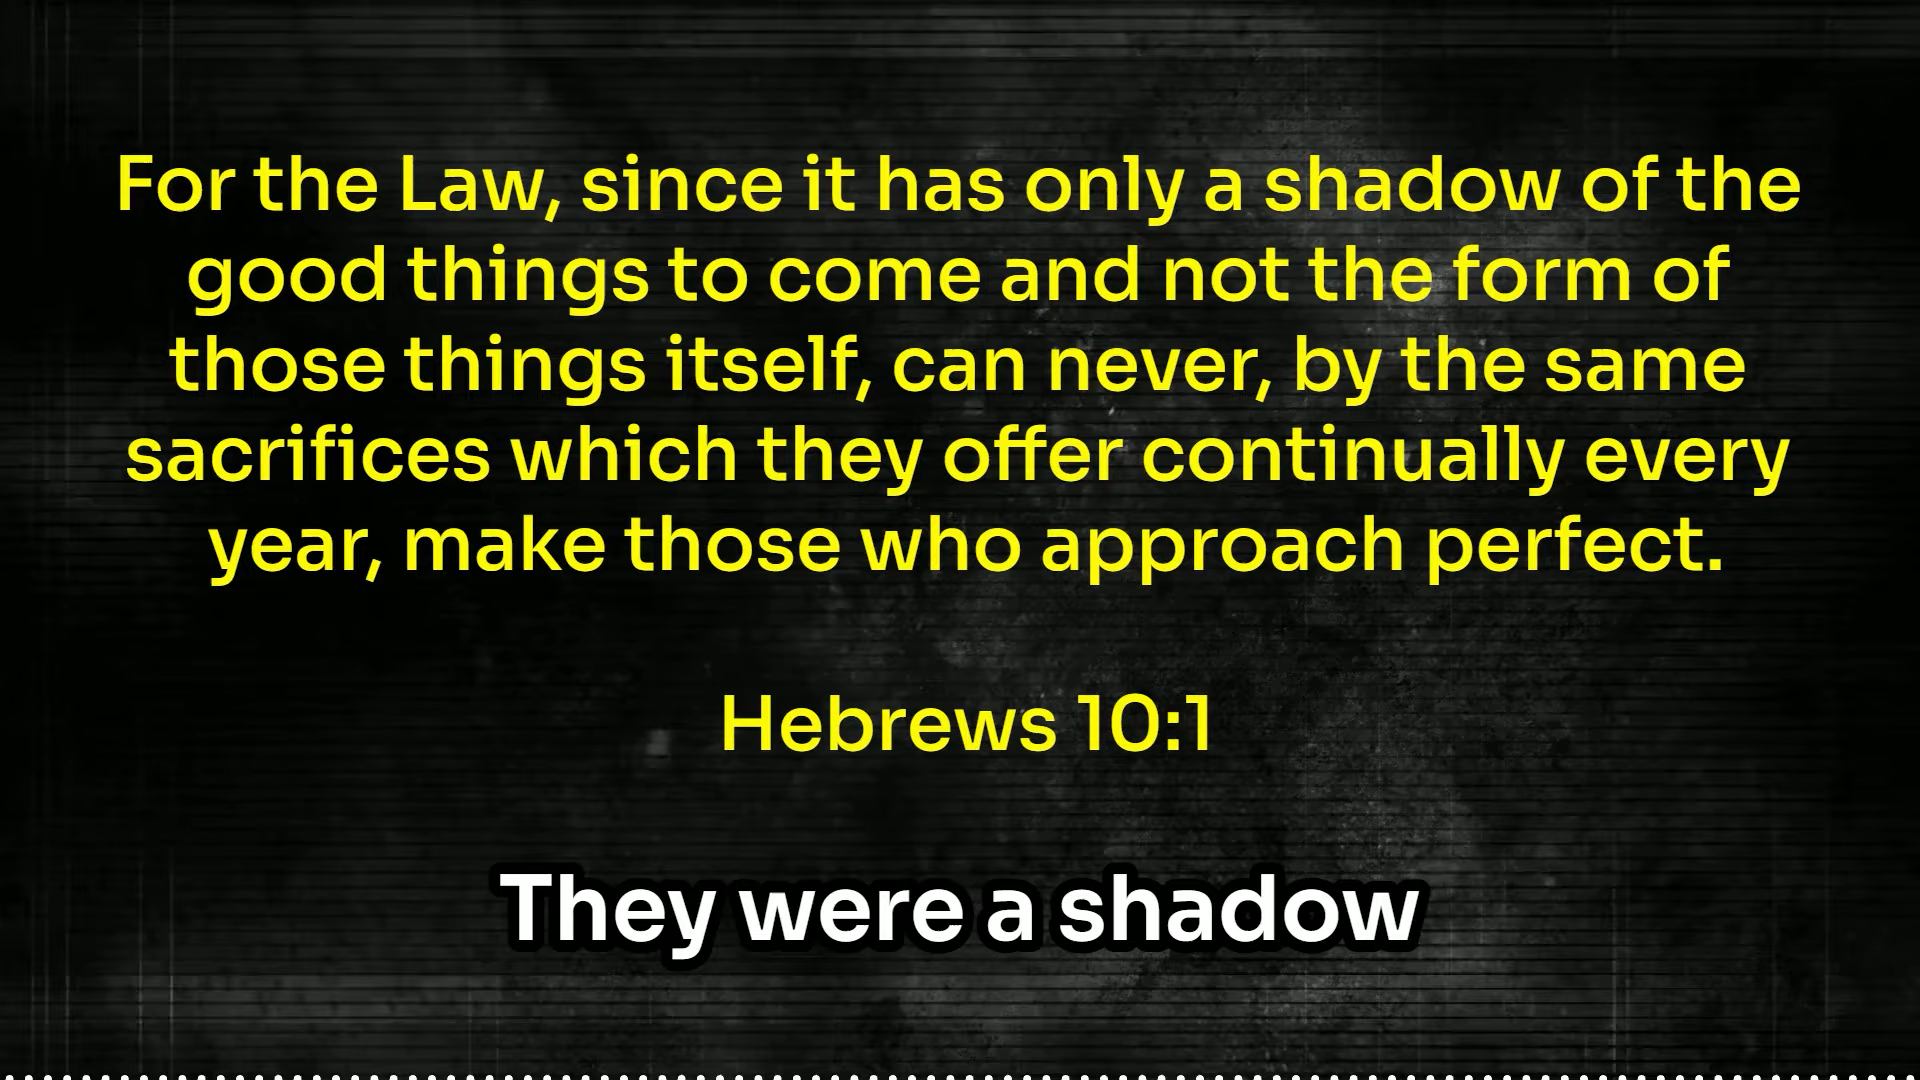 For the Law, since it has only a shadow of the
good things to come and not the form of
those things itself, can never, by the same
sacrifices which they offer continually every
year, make those who approach perfect.
Hebrews 10:1
They were a shadow